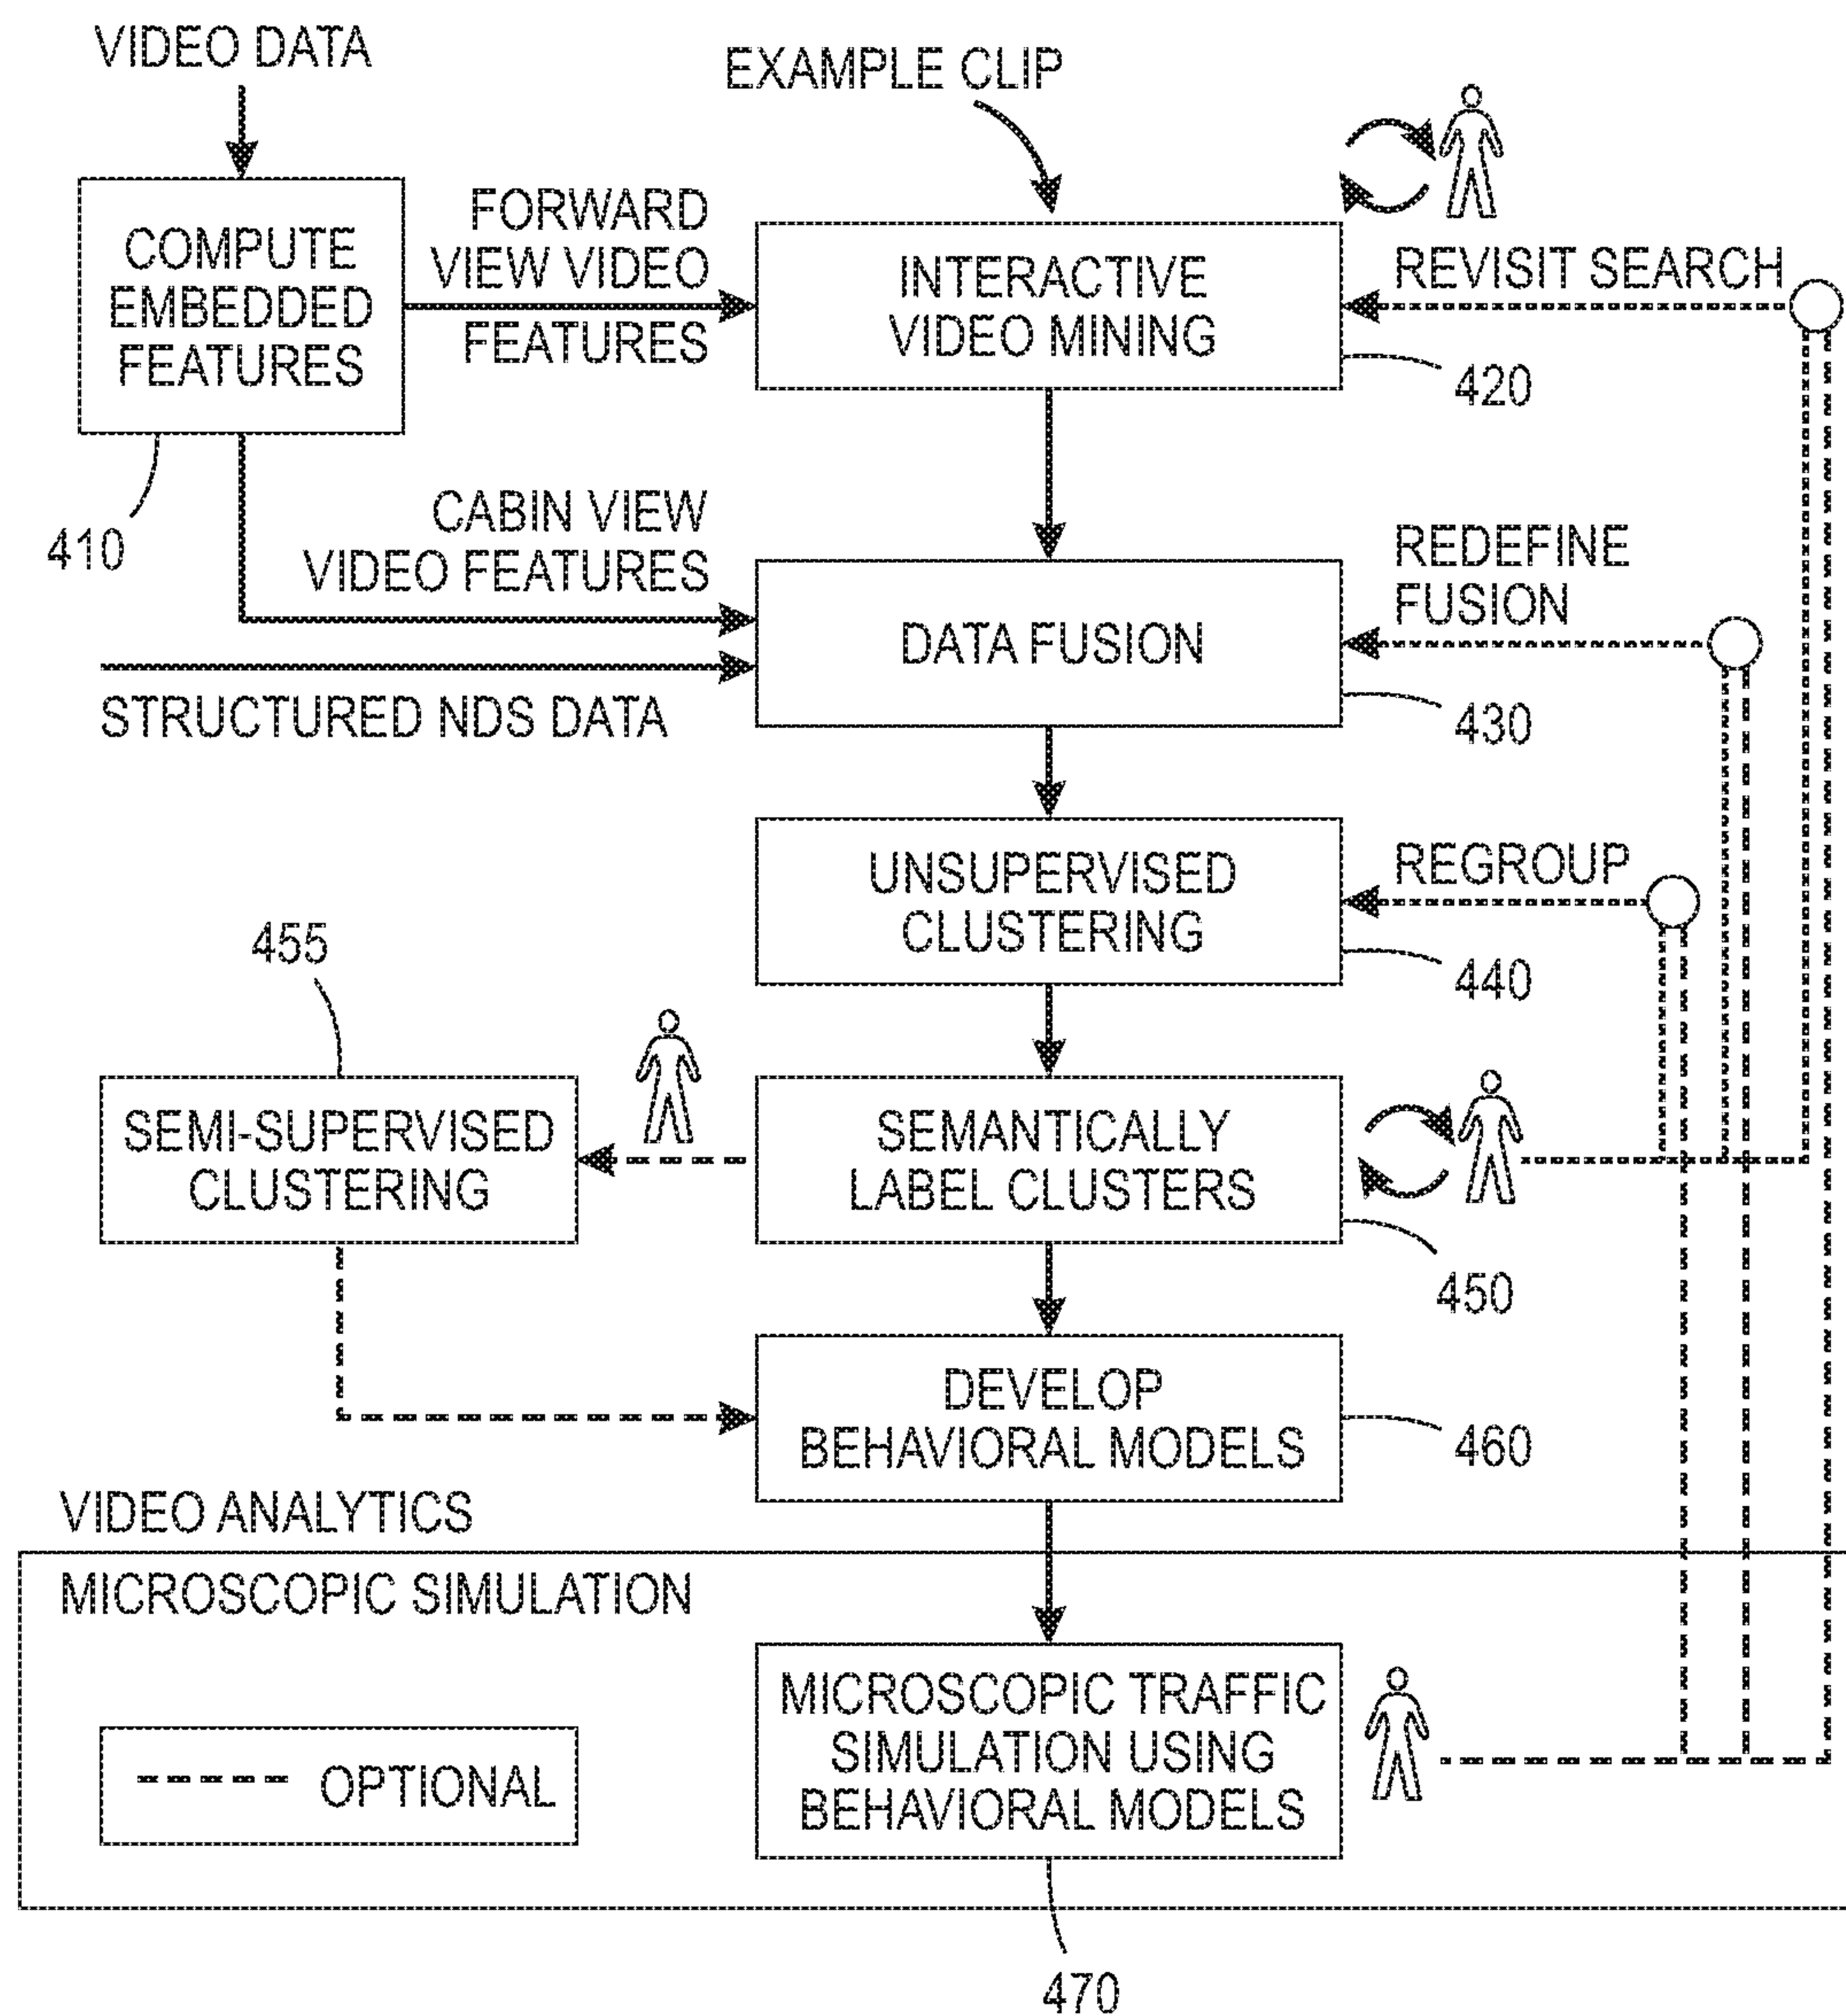 VIDEO DATA
EXAMPLE CLIP
COMPUTE
EMBEDDED
FEATURES
410
FORWARD
VIEW VIDEO
FEATURES
INTERACTIVE
VIDEO MINING
420
REVISIT SEARCH
CABIN VIEW
VIDEO FEATURES
STRUCTURED NDS DATA
DATA FUSION
430
REDEFINE
FUSION
UNSUPERVISED
CLUSTERING
440
REGROUP
455
SEMI-SUPERVISED
CLUSTERING
SEMANTICALLY
LABEL CLUSTERS
450
DEVELOP
BEHAVIORAL MODELS
460
VIDEO ANALYTICS
MICROSCOPIC SIMULATION
MICROSCOPIC TRAFFIC
SIMULATION USING
BEHAVIORAL MODELS
OPTIONAL
470